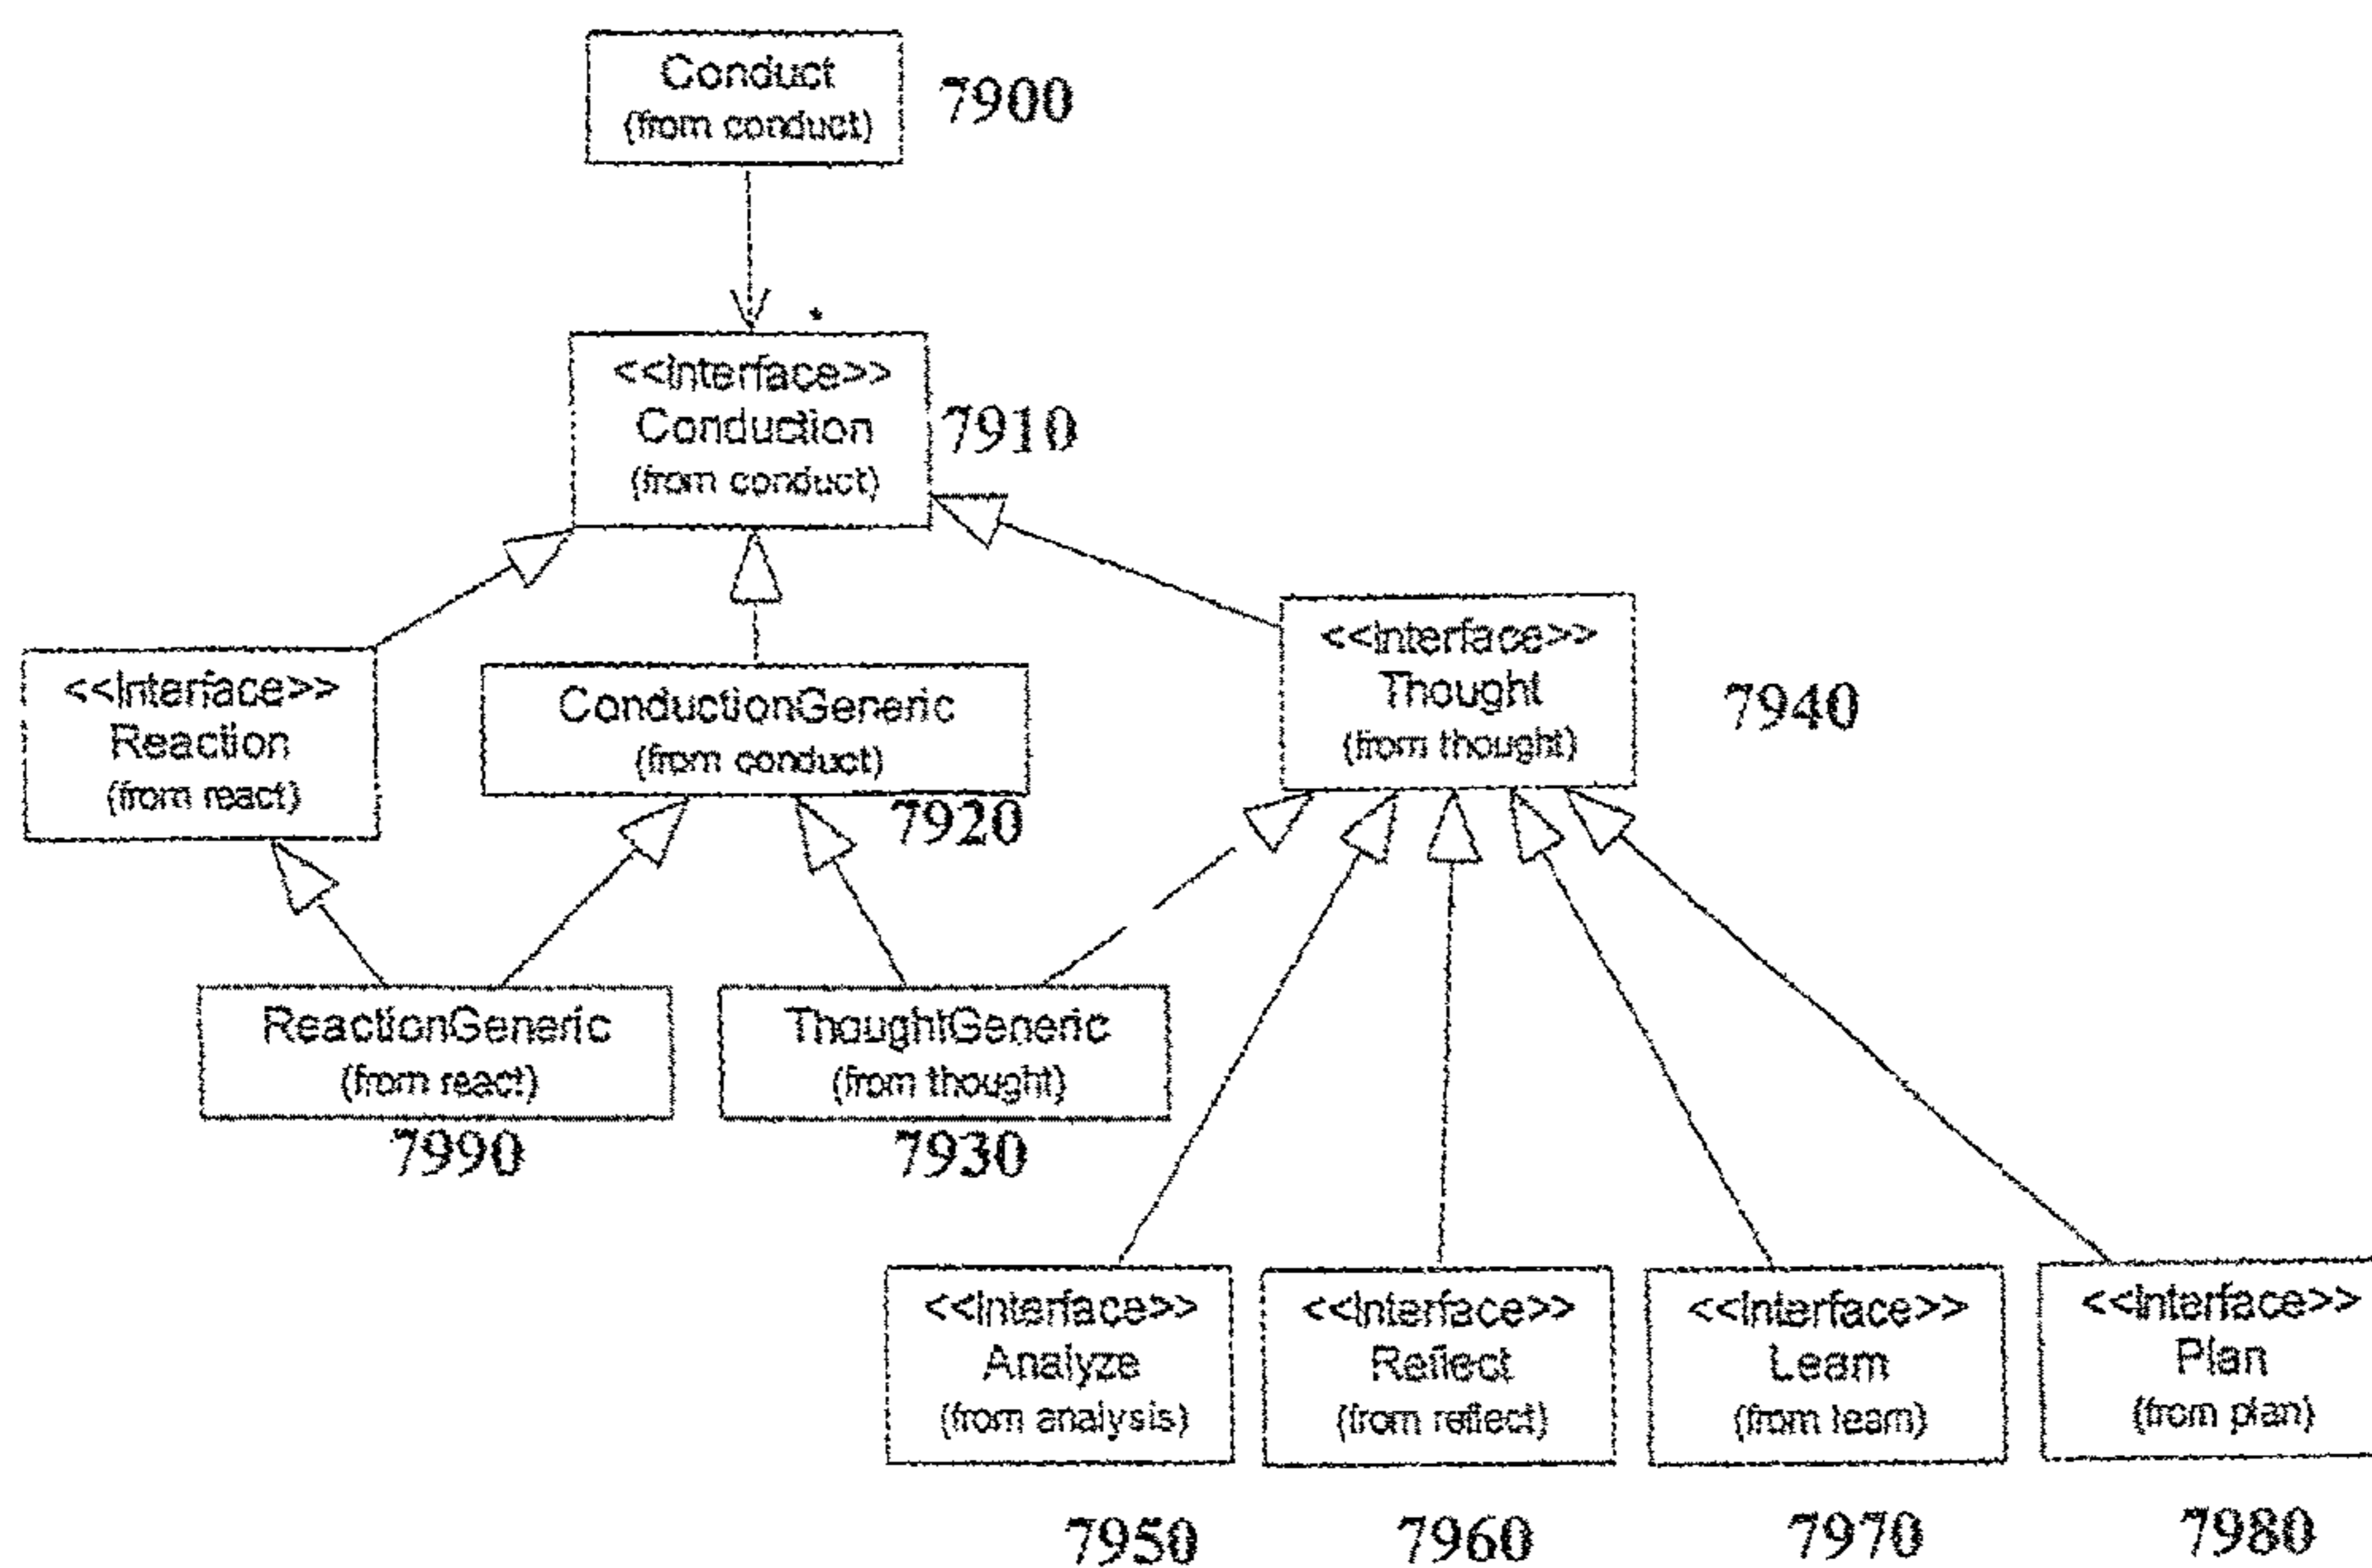 Conduct
(from conduct)
7900
*
<<Interface>>
Conduction
(from conduct)
7910
<<Interface>>
Reaction
(from react)
ConductionGeneric
(from conduct)
7920
<<Interface>>
Thought
(from thought)
7940
ReactionGeneric
(from react)
7990
ThoughtGeneric
(from thought)
7930
<<Interface>>
Analyze
(from analysis)
7950
<<Interface>>
Reflect
(from reflect)
7960
<<Interface>>
Learn
(from learn)
7970
<<Interface>>
Plan
(from plan)
7980